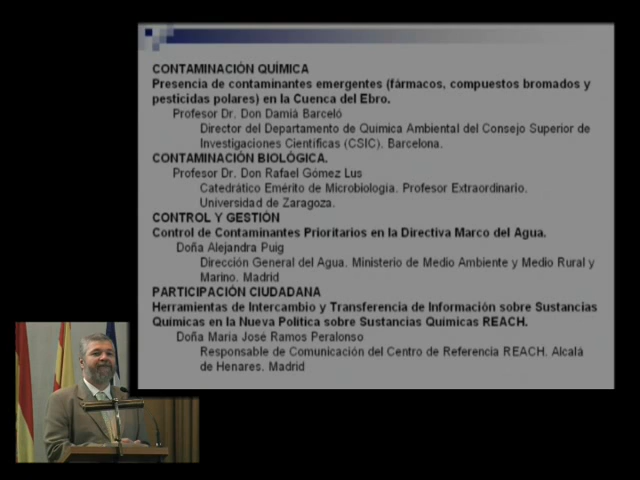 CONTAMINACIÓN QUÍMICA
Presencia de contaminantes emergentes (fármacos, compuestos bromados y
pesticidas polares) en la Cuenca del Ebro.
Profesor Dr. Don Damià Barceló
Director del Departamento de Química Ambiental del Consejo Superior de
Investigaciones Científicas (CSIC). Barcelona.
CONTAMINACIÓN BIOLÓGICA.
Profesor Dr. Don Rafael Gómez Lus
Catedrático Emérito de Microbiología. Profesor Extraordinario.
Universidad de Zaragoza.
CONTROL Y GESTIÓN
Control de Contaminantes Prioritarios en la Directiva Marco del Agua.
Doña Alejandra Puig
Dirección General del Agua. Ministerio de Medio Ambiente y Medio Rural y
Marino. Madrid
PARTICIPACIÓN CIUDADANA
Herramientas de Intercambio y Transferencia de Información sobre Sustancias
Químicas en la Nueva Política sobre Sustancias Químicas REACH.
Doña María José Ramos Peralonso
Responsable de Comunicación del Centro de Referencia REACH. Alcalá
de Henares. Madrid